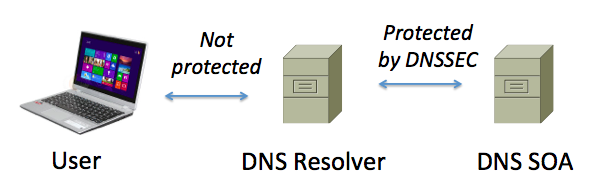 Not
protected
Protected
by DNSSEC
User
DNS Resolver
DNS SOA